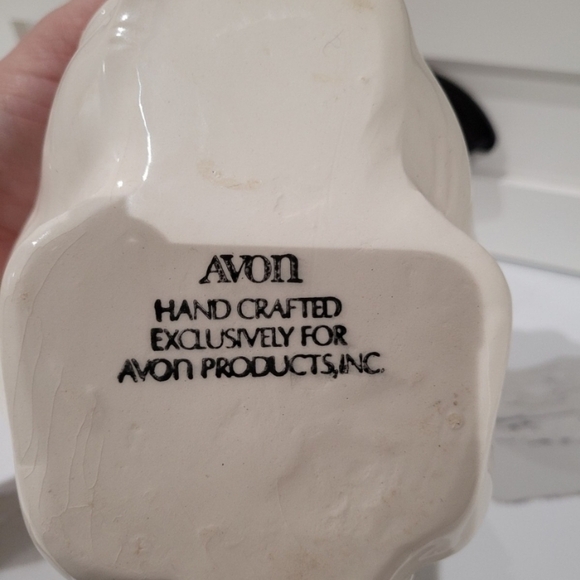 AVON
HAND CRAFTED
EXCLUSIVELY FOR
AVON PRODUCTS,INC.